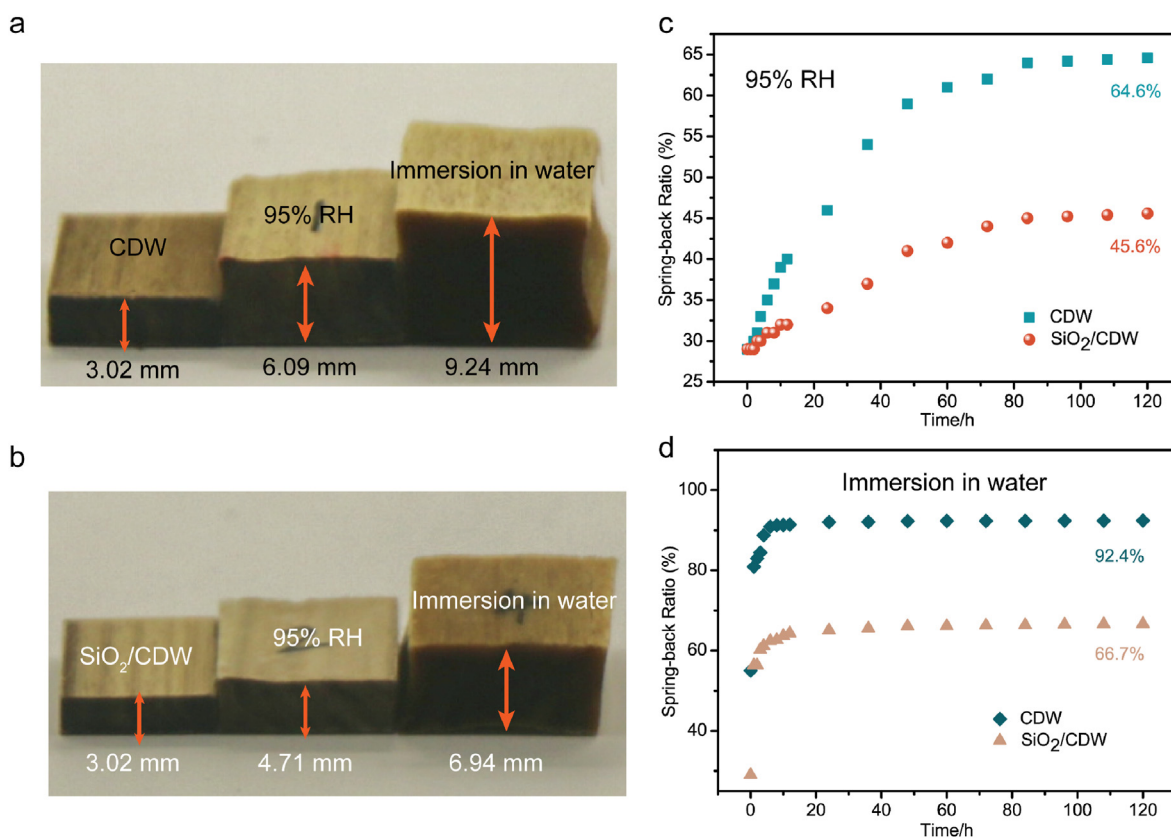 a
CDW
95% RH
Immersion in water
3.02 mm
6.09 mm
9.24 mm
b
SiO₂/CDW
95% RH
Immersion in water
3.02 mm
4.71 mm
6.94 mm
c
95% RH
Spring-back Ratio (%)
65
60
55
50
45
40
35
30
25
64.6%
45.6%
CDW
SiO₂/CDW
0
20
40
60
80
100
120
Time/h
d
Immersion in water
Spring-back Ratio (%)
100
80
60
40
92.4%
66.7%
CDW
SiO₂/CDW
0
20
40
60
80
100
120
Time/h